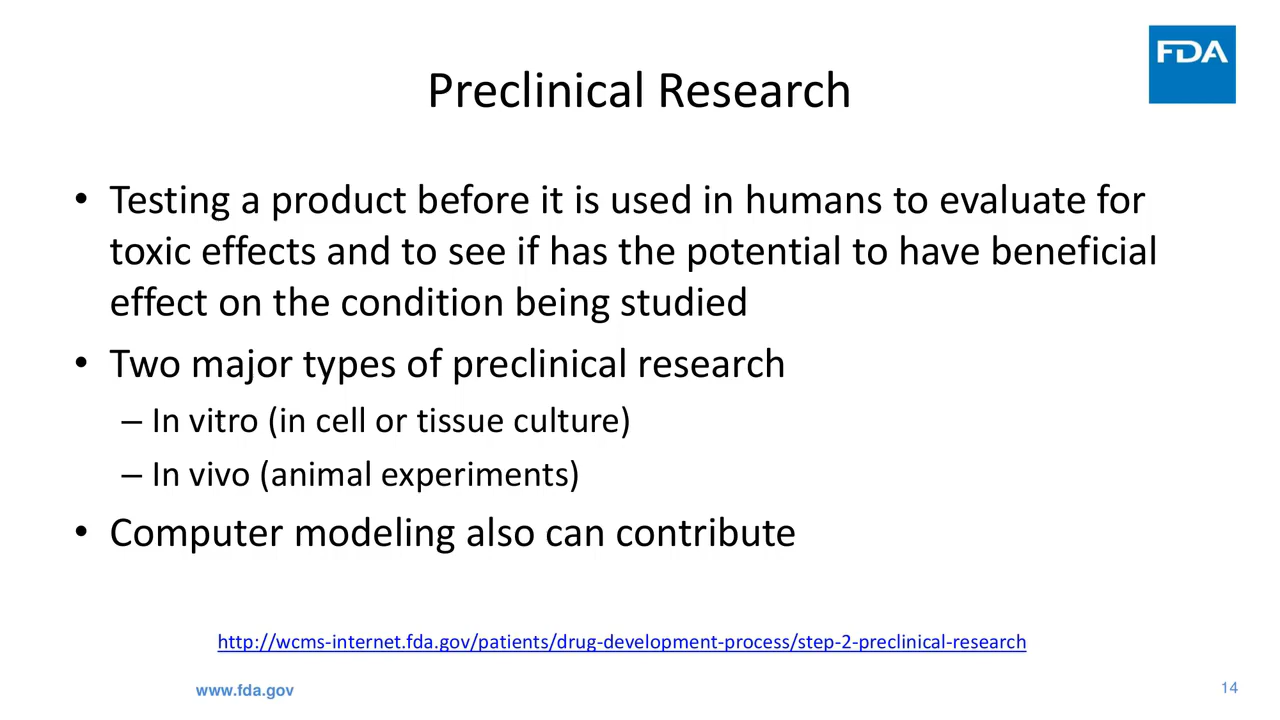 FDA
Preclinical Research
• Testing a product before it is used in humans to evaluate for
toxic effects and to see if has the potential to have beneficial
effect on the condition being studied
• Two major types of preclinical research
– In vitro (in cell or tissue culture)
– In vivo (animal experiments)
• Computer modeling also can contribute
http://wcms-internet.fda.gov/patients/drug-development-process/step-2-preclinical-research
www.fda.gov
14